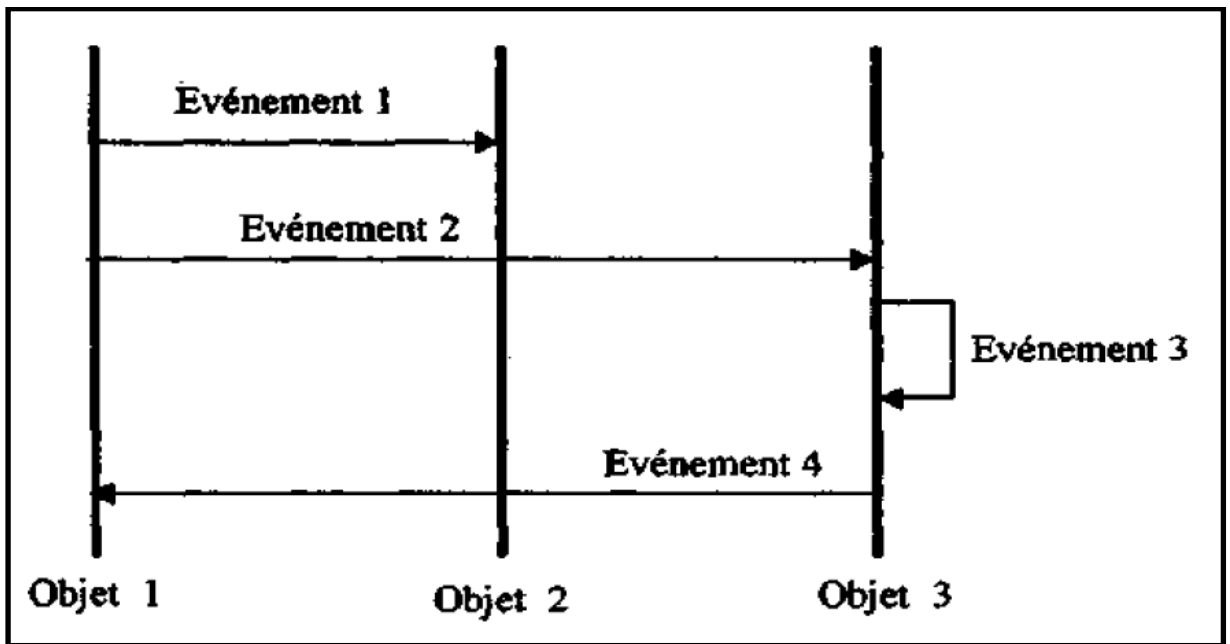 Evénement 1
Evénement 2
Evénement 3
Evénement 4
Objet 1
Objet 2
Objet 3